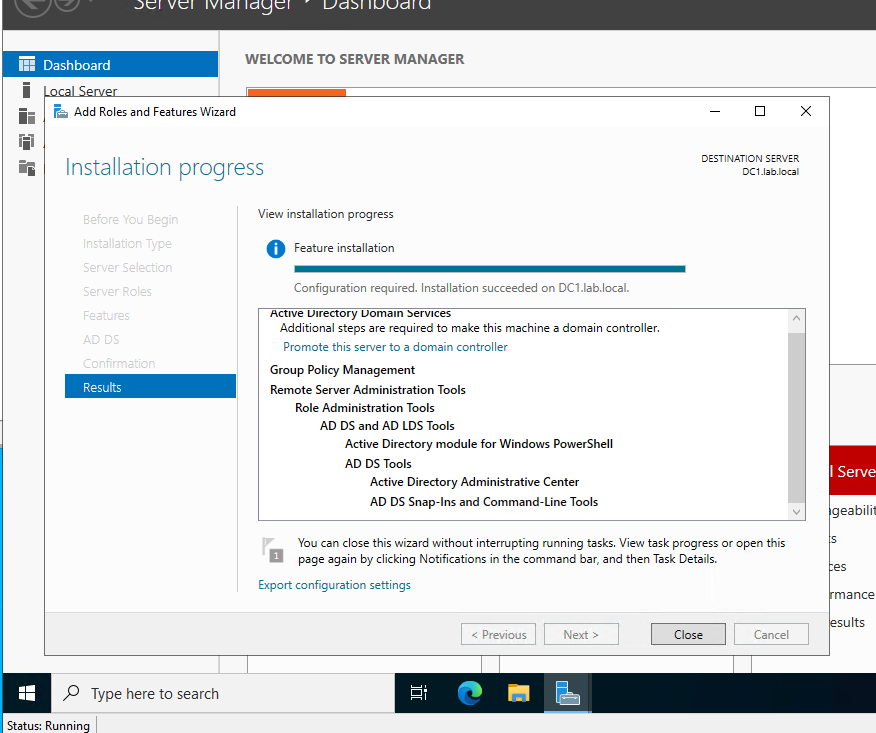 Server Manager • Dashboard
Dashboard
WELCOME TO SERVER MANAGER
Local Server
Add Roles and Features Wizard
Installation progress
DESTINATION SERVER
DC1.lab.local
Before You Begin
Installation Type
Server Selection
Server Roles
Features
AD DS
Confirmation
Results
View installation progress
Feature installation
Configuration required. Installation succeeded on DC1.lab.local.
Active Directory Domain Services
Additional steps are required to make this machine a domain controller.
Promote this server to a domain controller
Group Policy Management
Remote Server Administration Tools
Role Administration Tools
AD DS and AD LDS Tools
Active Directory module for Windows PowerShell
AD DS Tools
Active Directory Administrative Center
AD DS Snap-Ins and Command-Line Tools
1
You can close this wizard without interrupting running tasks. View task progress or open this
page again by clicking Notifications in the command bar, and then Task Details.
Export configuration settings
< Previous
Next >
Close
Cancel
Type here to search
Status: Running